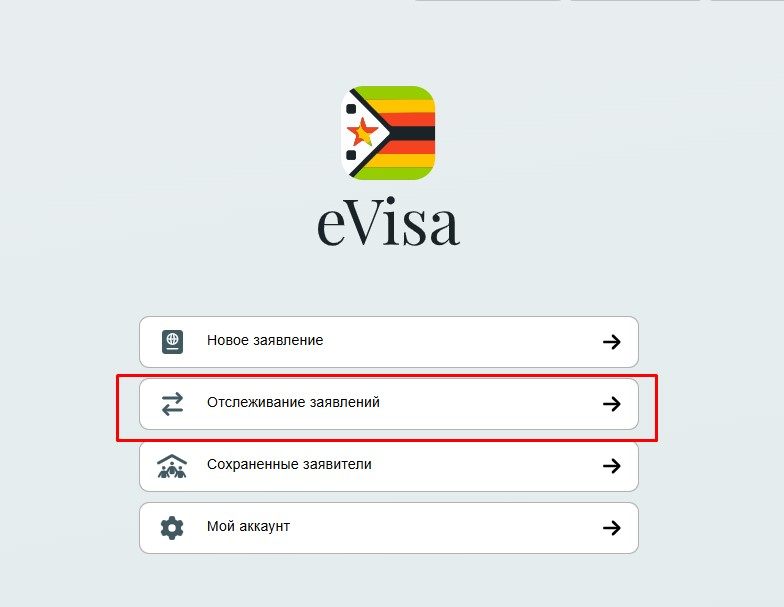 eVisa
Новое заявление
Отслеживание заявлений
Сохраненные заявители
Мой аккаунт